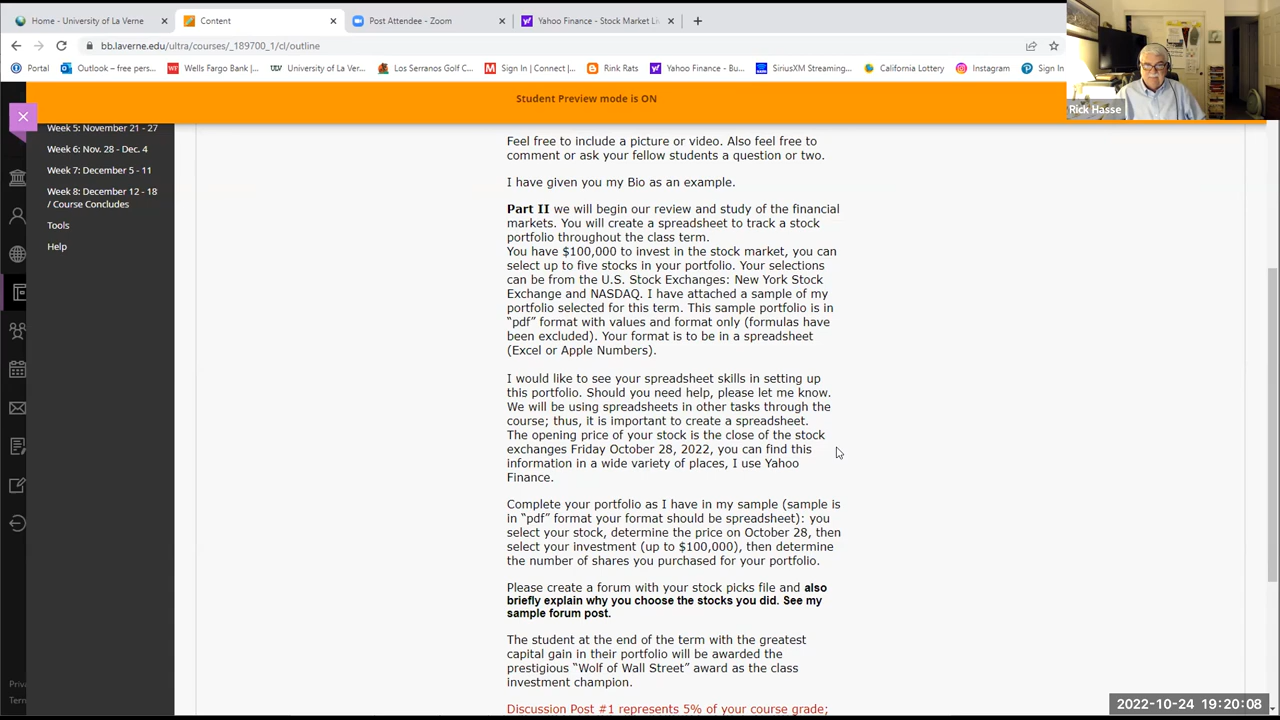 Home - University of La Verne
Content
Post Attendee - Zoom
Yahoo Finance - Stock Market Li
bb.laverne.edu/ultra/courses/_189700_1/cl/outline
Portal
Outlook – free pers...
Wells Fargo Bank |...
University of La Ver...
Los Serranos Golf C...
Sign In | Connect |...
Rink Rats
Yahoo Finance - Bu...
SiriusXM Streaming...
California Lottery
Instagram
Sign In
Student Preview mode is ON
Rick Hasse
Week 5: November 21 - 27
Week 6: Nov. 28 - Dec. 4
Week 7: December 5 - 11
Week 8: December 12 - 18
/ Course Concludes
Tools
Help
Priva
Term
Feel free to include a picture or video. Also feel free to
comment or ask your fellow students a question or two.
I have given you my Bio as an example.
Part II we will begin our review and study of the financial
markets. You will create a spreadsheet to track a stock
portfolio throughout the class term.
You have $100,000 to invest in the stock market, you can
select up to five stocks in your portfolio. Your selections
can be from the U.S. Stock Exchanges: New York Stock
Exchange and NASDAQ. I have attached a sample of my
portfolio selected for this term. This sample portfolio is in
“pdf” format with values and format only (formulas have
been excluded). Your format is to be in a spreadsheet
(Excel or Apple Numbers).
I would like to see your spreadsheet skills in setting up
this portfolio. Should you need help, please let me know.
We will be using spreadsheets in other tasks through the
course; thus, it is important to create a spreadsheet.
The opening price of your stock is the close of the stock
exchanges Friday October 28, 2022, you can find this
information in a wide variety of places, I use Yahoo
Finance.
Complete your portfolio as I have in my sample (sample is
in “pdf” format your format should be spreadsheet): you
select your stock, determine the price on October 28, then
select your investment (up to $100,000), then determine
the number of shares you purchased for your portfolio.
Please create a forum with your stock picks file and also
briefly explain why you choose the stocks you did. See my
sample forum post.
The student at the end of the term with the greatest
capital gain in their portfolio will be awarded the
prestigious “Wolf of Wall Street” award as the class
investment champion.
Discussion Post #1 represents 5% of your course grade;
2022-10-24 19:20:08